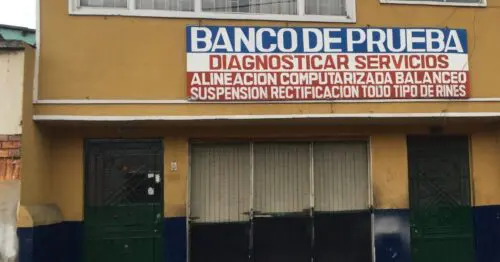 BANCO DE PRUEBA
DIAGNOSTICAR SERVICIOS
ALINEACION COMPUTARIZADA BALANCEO
SUSPENSION RECTIFICACION TODO TIPO DE RINES